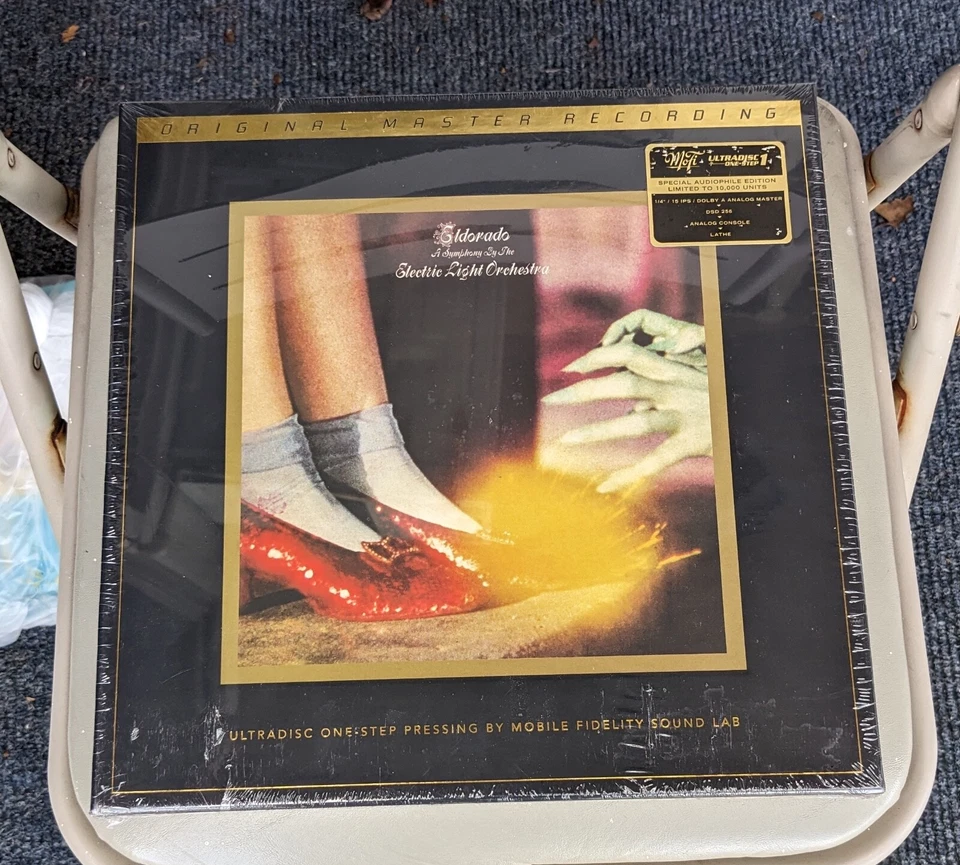 ORIGINAL MASTER RECORDING
MoFi ULTRADISC ONE-STEP 1
SPECIAL AUDIOPHILE EDITION
LIMITED TO 10,000 UNITS
1/4" / 15 IPS / DOLBY A ANALOG MASTER
DSD 256
ANALOG CONSOLE
LATHE
Eldorado
A Symphony By The
Electric Light Orchestra
ULTRADISC ONE-STEP PRESSING BY MOBILE FIDELITY SOUND LAB